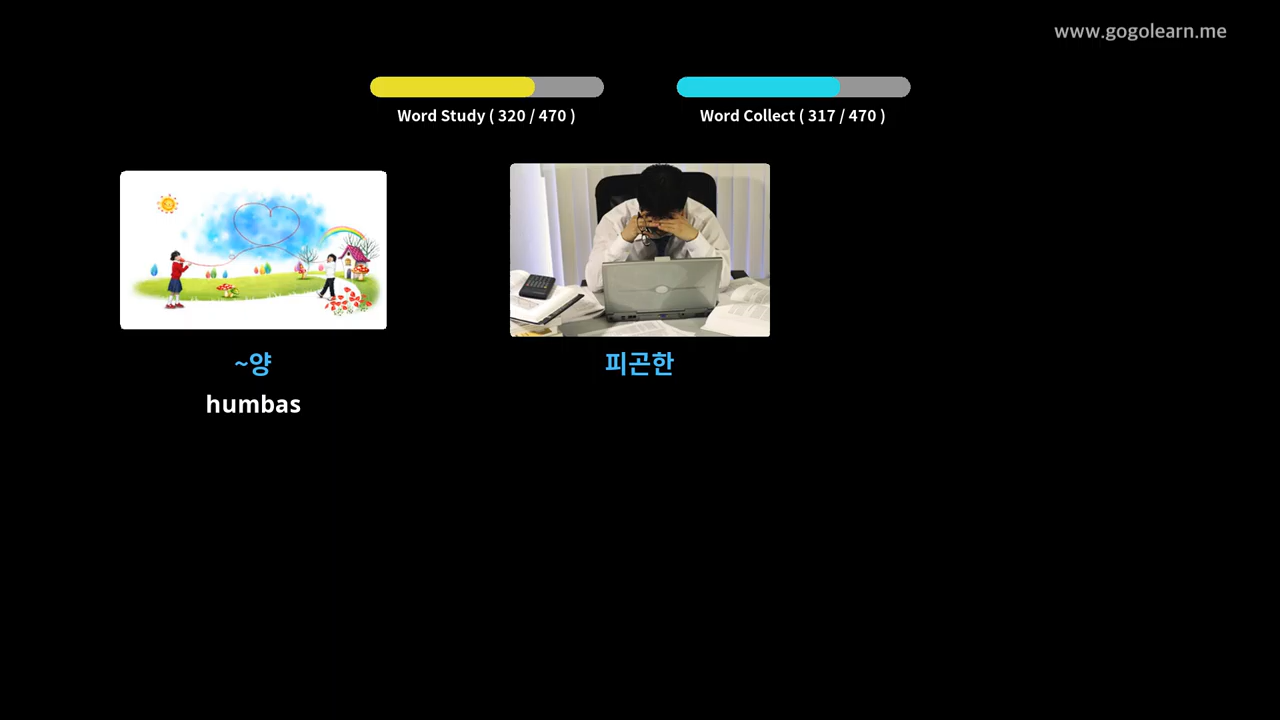 www.gogolearn.me
Word Study ( 320 / 470 )
Word Collect ( 317 / 470 )
~양
humbas
피곤한